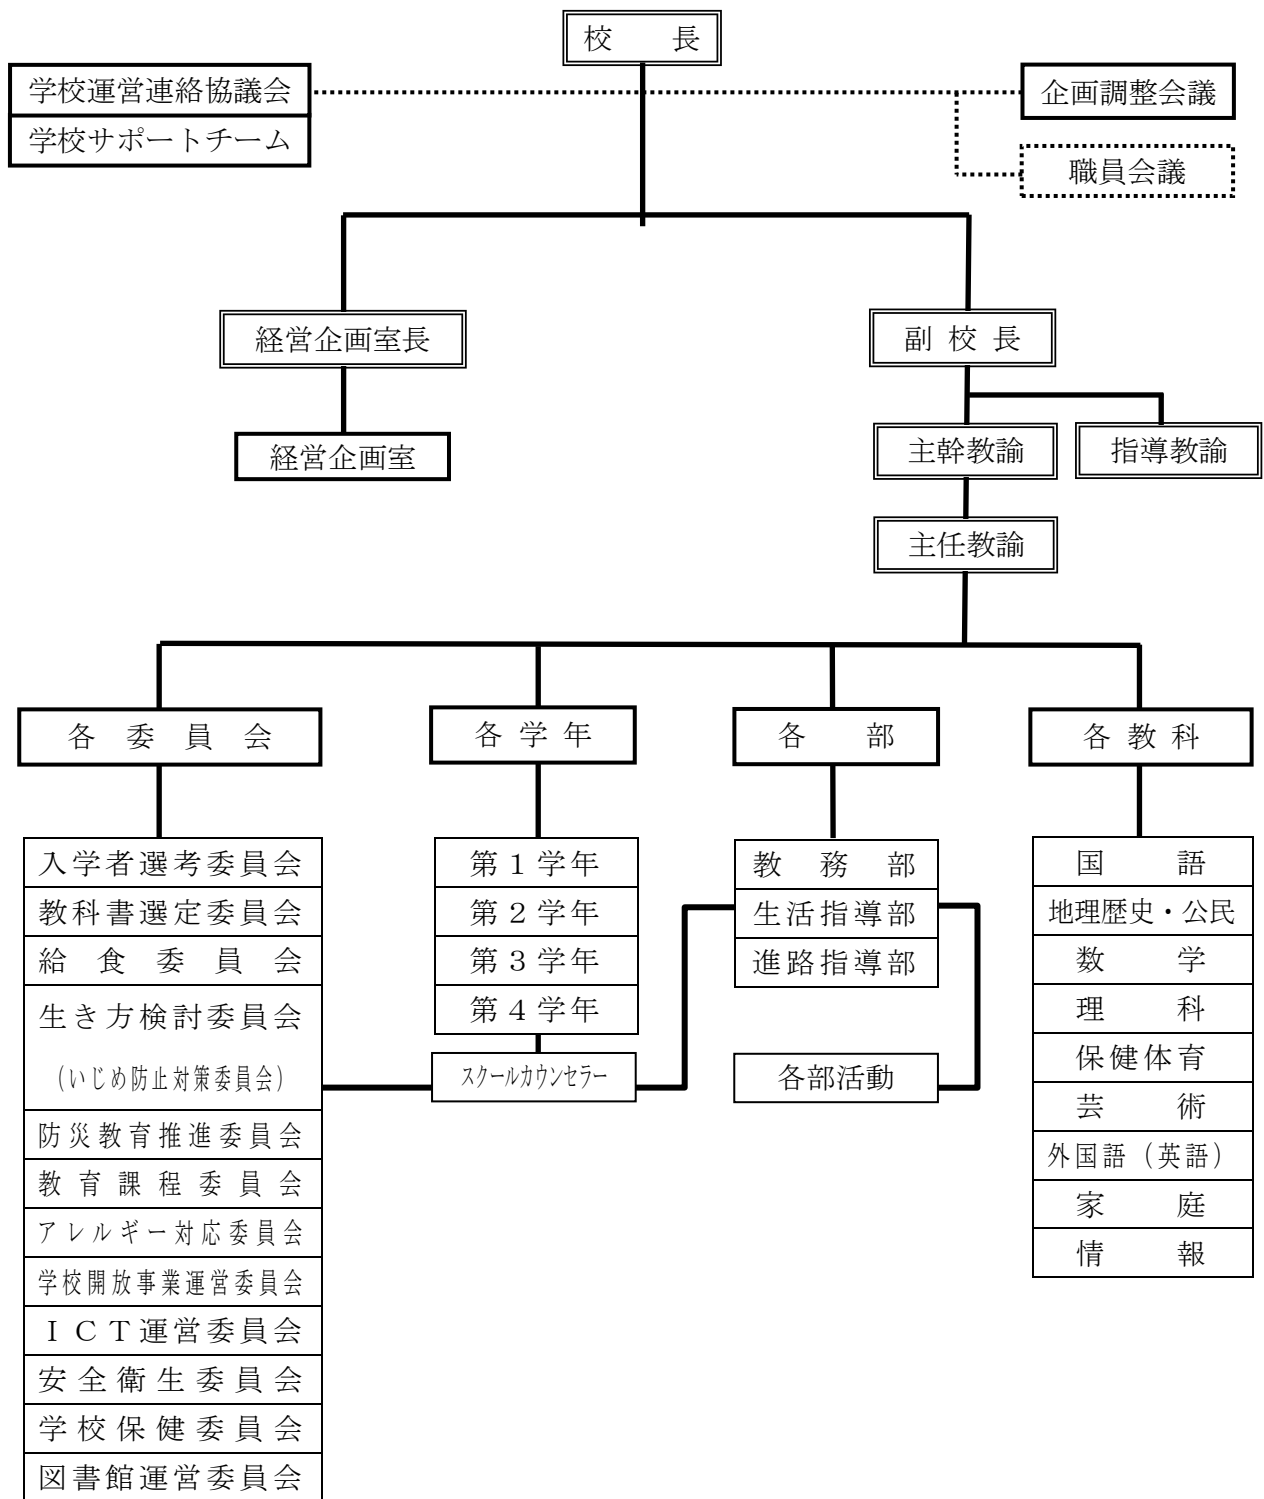 校長
学校運営連絡協議会
学校サポートチーム
企画調整会議
職員会議
経営企画室長
副校長
経営企画室
主幹教諭
指導教諭
主任教諭
各委員会
各学年
各部
各教科
入学者選考委員会
教科書選定委員会
給食委員会
生き方検討委員会
（いじめ防止対策委員会）
防災教育推進委員会
教育課程委員会
アレルギー対応委員会
学校開放事業運営委員会
ＩＣＴ運営委員会
安全衛生委員会
学校保健委員会
図書館運営委員会
第１学年
第２学年
第３学年
第４学年
スクールカウンセラー
教務部
生活指導部
進路指導部
各部活動
国語
地理歴史・公民
数学
理科
保健体育
芸術
外国語（英語）
家庭
情報